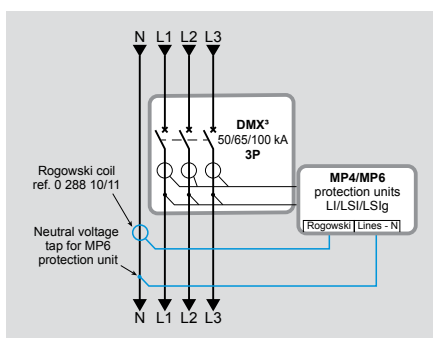 N L1 L2 L3
DMX³
50/65/100 kA
3P
Rogowski coil
ref. 0 288 10/11
MP4/MP6
protection units
LI/LSI/LSIg
Rogowski Lines - N
Neutral voltage
tap for MP6
protection unit
N L1 L2 L3